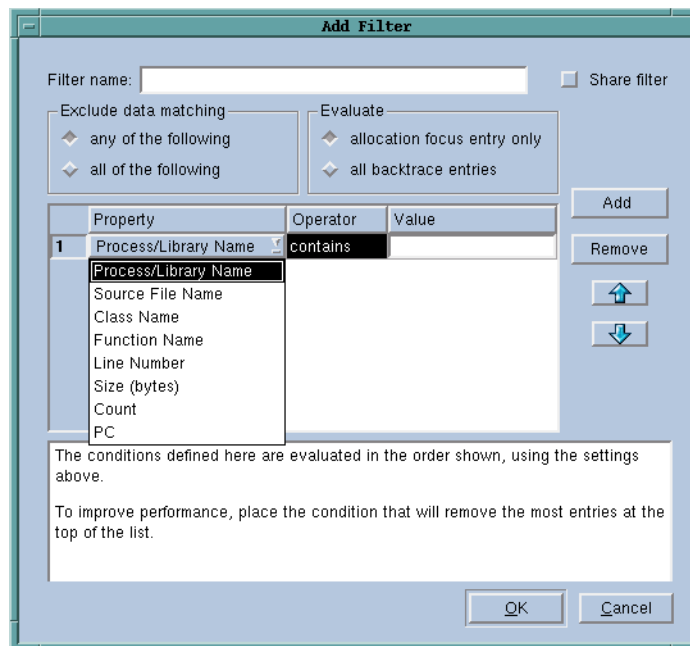 Add Filter
Filter name:
Share filter
Exclude data matching
any of the following
all of the following
Evaluate
allocation focus entry only
all backtrace entries
Property Operator Value
1 Process/Library Name contains
Process/Library Name
Source File Name
Class Name
Function Name
Line Number
Size (bytes)
Count
PC
Add
Remove
The conditions defined here are evaluated in the order shown, using the settings
above.
To improve performance, place the condition that will remove the most entries at the
top of the list.
OK
Cancel